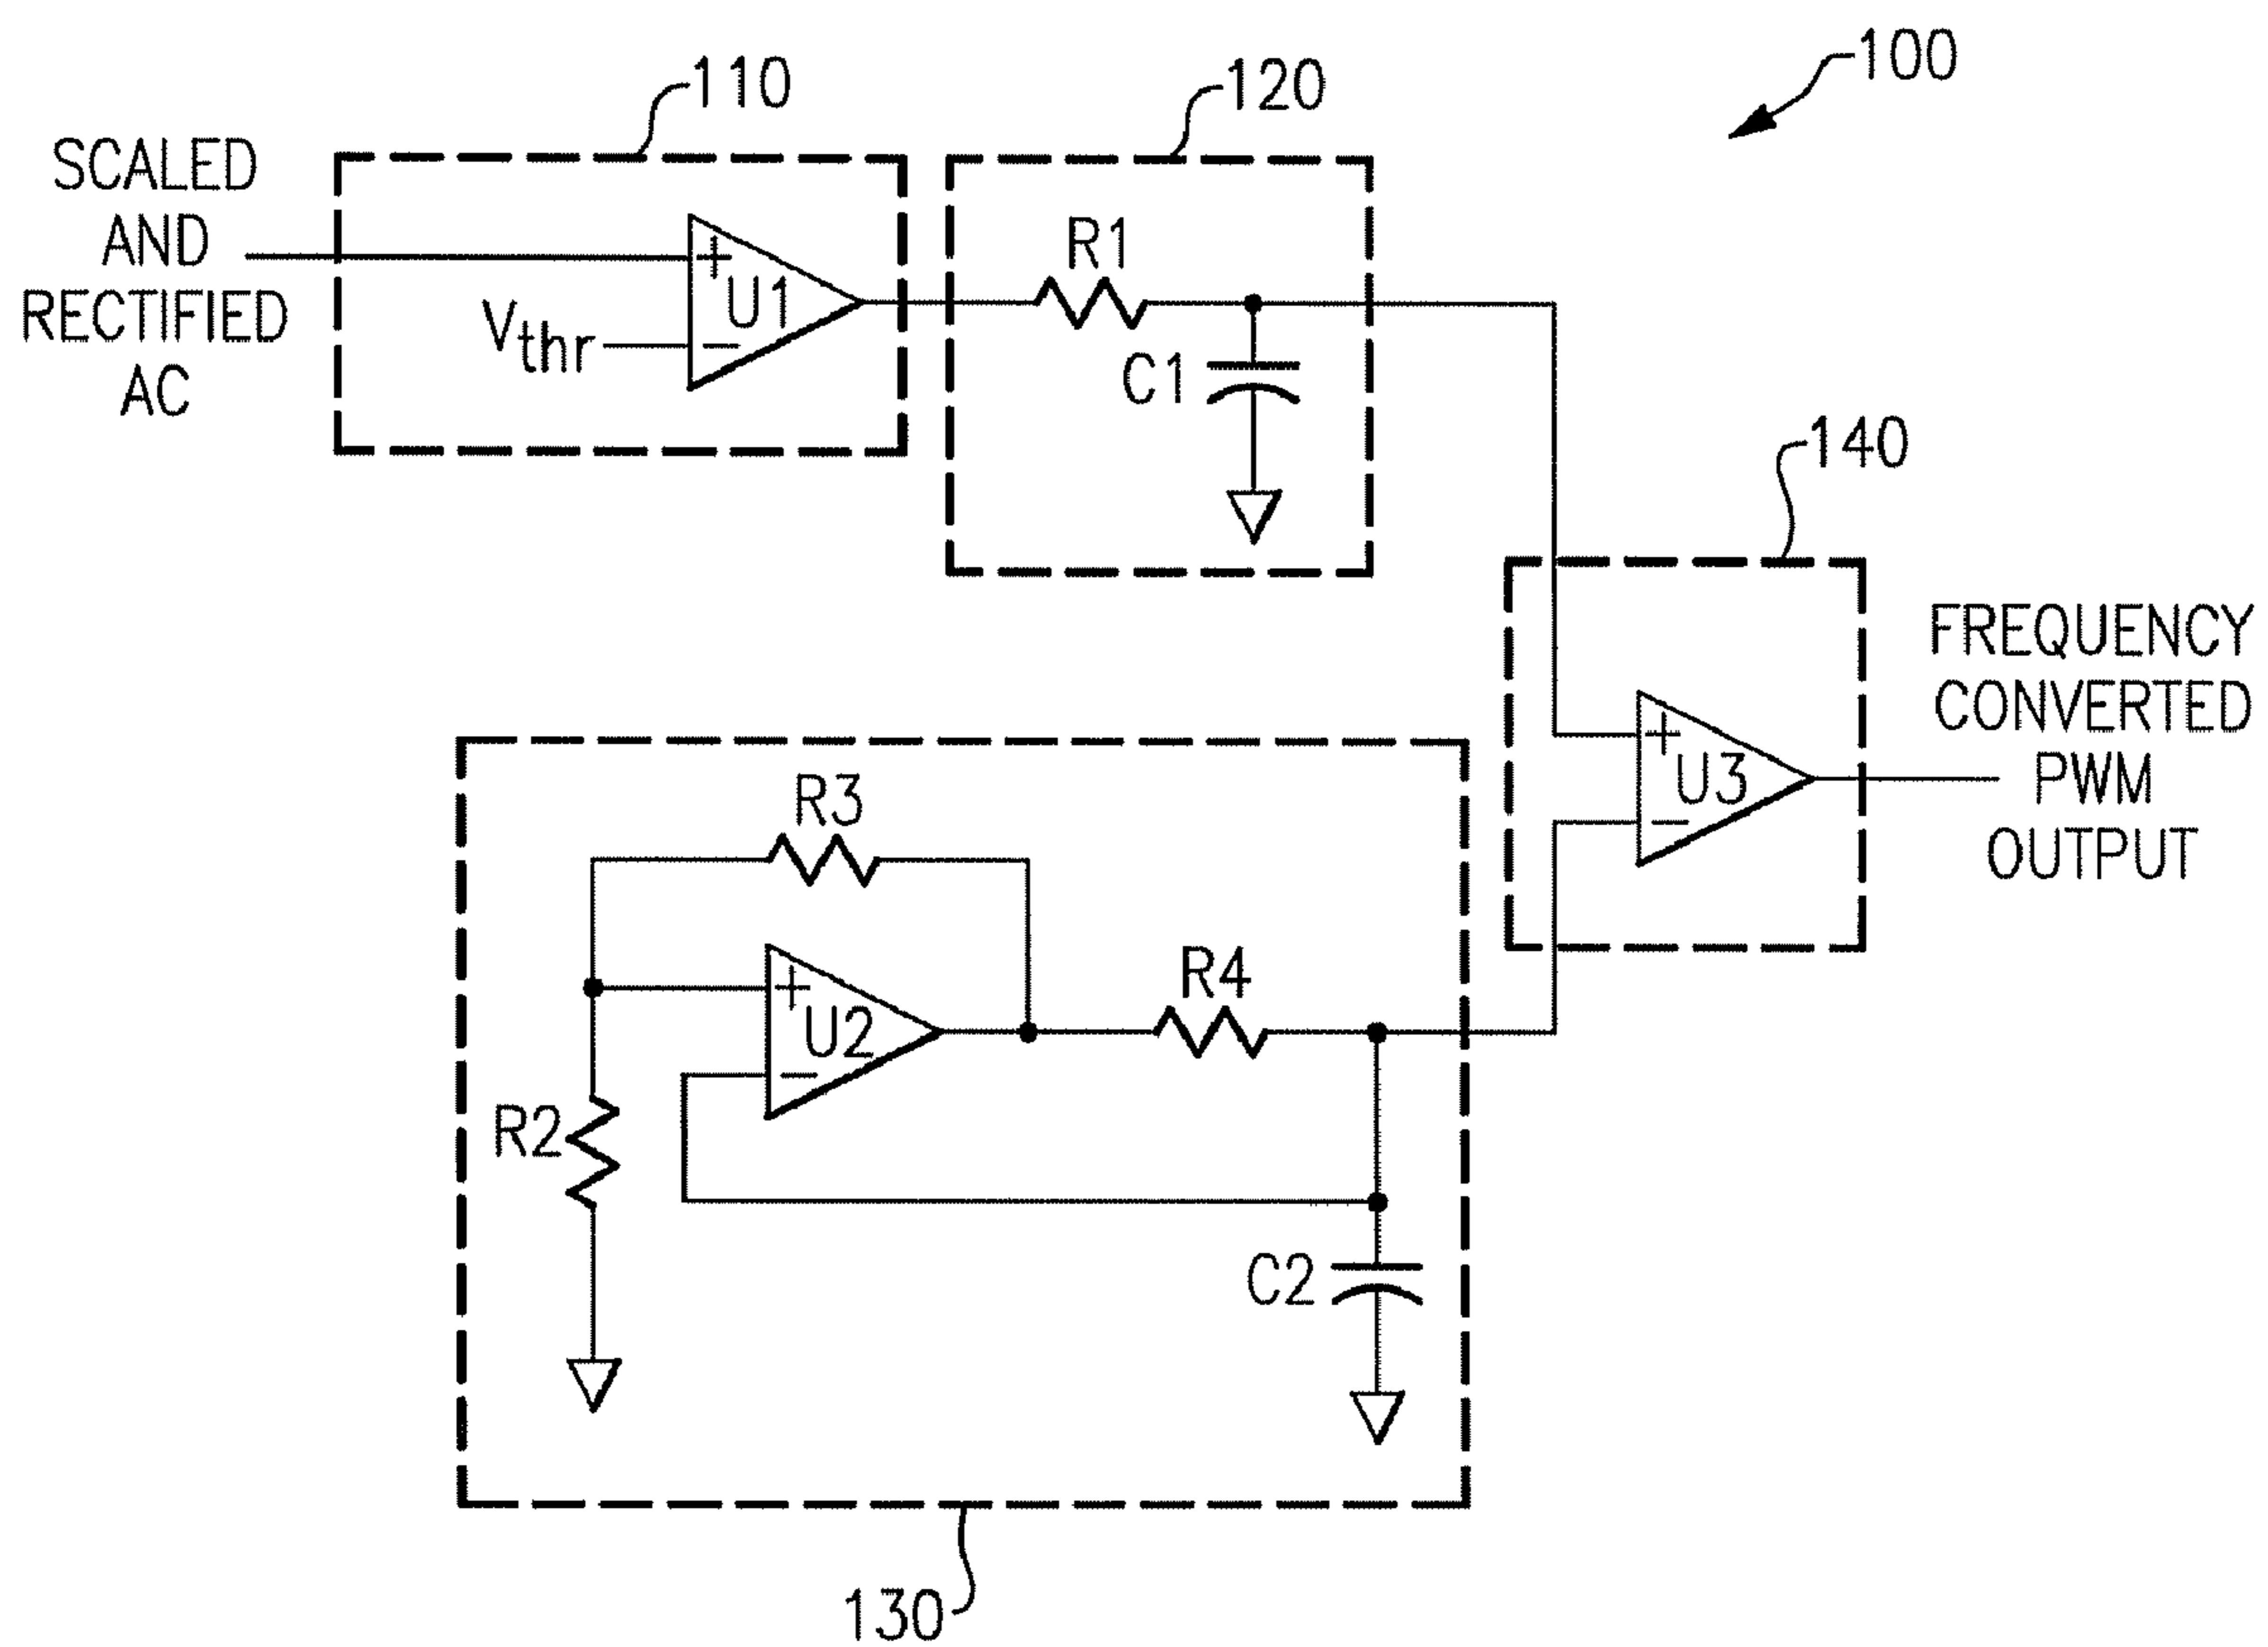 100
110
120
SCALED
AND
RECTIFIED
AC
+
U1
−
Vthr
R1
C1
140
+
U3
−
FREQUENCY
CONVERTED
PWM
OUTPUT
R3
+
U2
−
R4
R2
C2
130